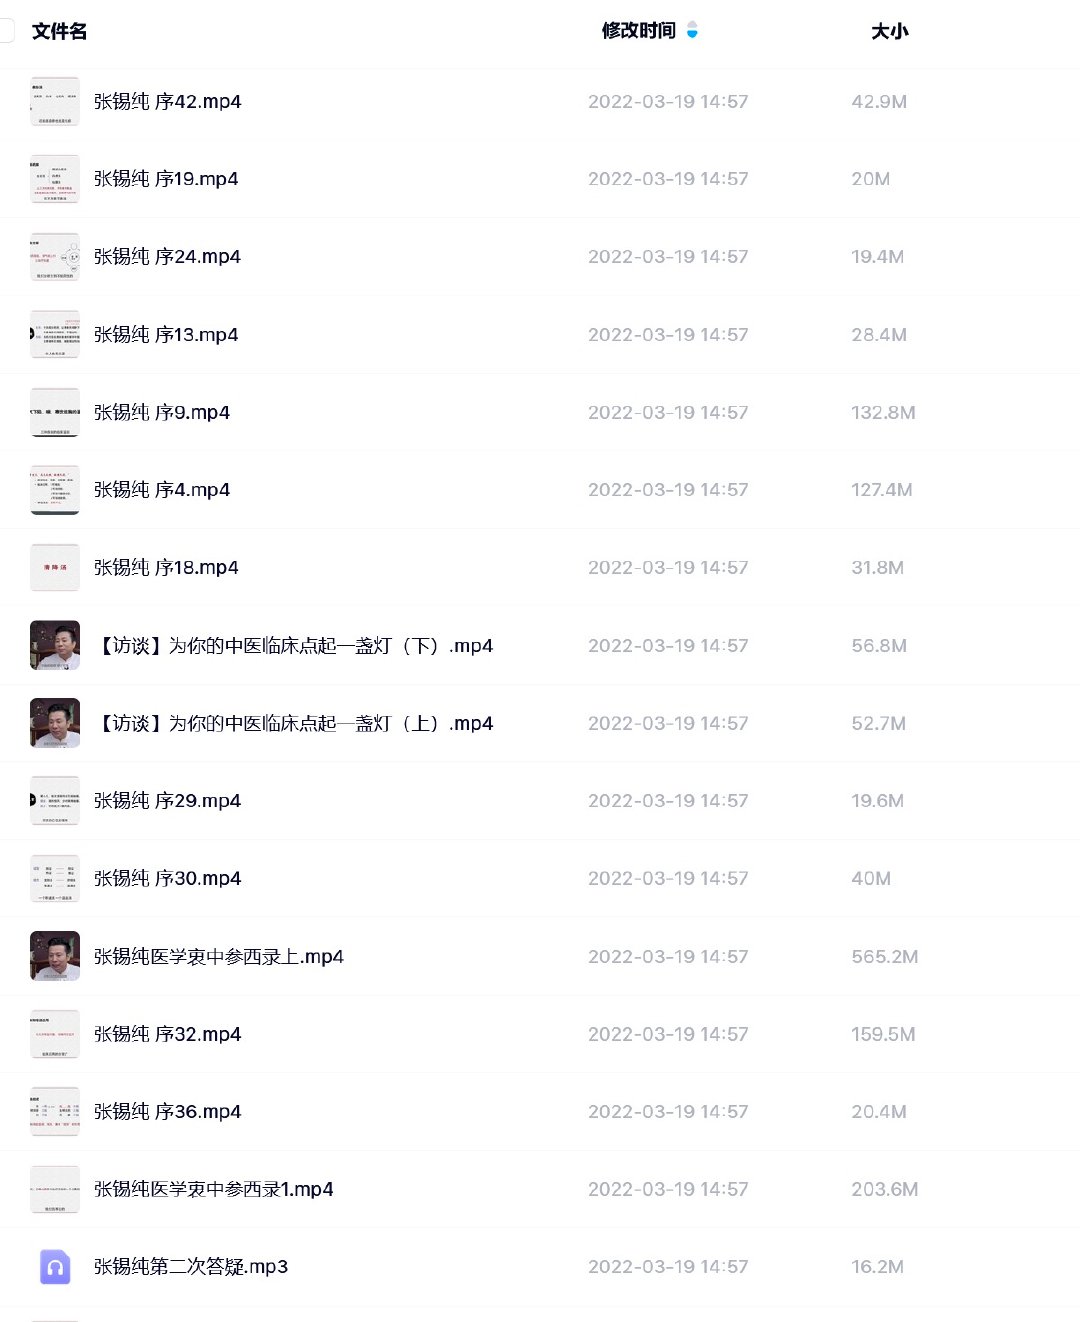 文件名 修改时间 大小
张锡纯 序42.mp4 2022-03-19 14:57 42.9M
张锡纯 序19.mp4 2022-03-19 14:57 20M
张锡纯 序24.mp4 2022-03-19 14:57 19.4M
张锡纯 序13.mp4 2022-03-19 14:57 28.4M
张锡纯 序9.mp4 2022-03-19 14:57 132.8M
张锡纯 序4.mp4 2022-03-19 14:57 127.4M
清降汤
张锡纯 序18.mp4 2022-03-19 14:57 31.8M
【访谈】为你的中医临床点起一盏灯（下）.mp4 2022-03-19 14:57 56.8M
【访谈】为你的中医临床点起一盏灯（上）.mp4 2022-03-19 14:57 52.7M
张锡纯 序29.mp4 2022-03-19 14:57 19.6M
张锡纯 序30.mp4 2022-03-19 14:57 40M
张锡纯医学衷中参西录上.mp4 2022-03-19 14:57 565.2M
张锡纯 序32.mp4 2022-03-19 14:57 159.5M
张锡纯 序36.mp4 2022-03-19 14:57 20.4M
张锡纯医学衷中参西录1.mp4 2022-03-19 14:57 203.6M
张锡纯第二次答疑.mp3 2022-03-19 14:57 16.2M